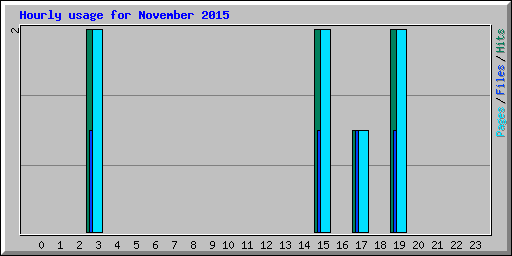 Hourly usage for November 2015
2
Pages/Files/Hits
0 1 2 3 4 5 6 7 8 9 10 11 12 13 14 15 16 17 18 19 20 21 22 23